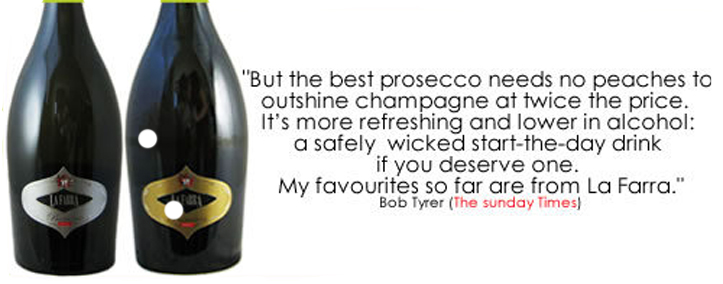 LA FARRA
"But the best prosecco needs no peaches to
outshine champagne at twice the price.
It's more refreshing and lower in alcohol:
a safely wicked start-the-day drink
if you deserve one.
My favourites so far are from La Farra."
Bob Tyrer (The sunday Times)